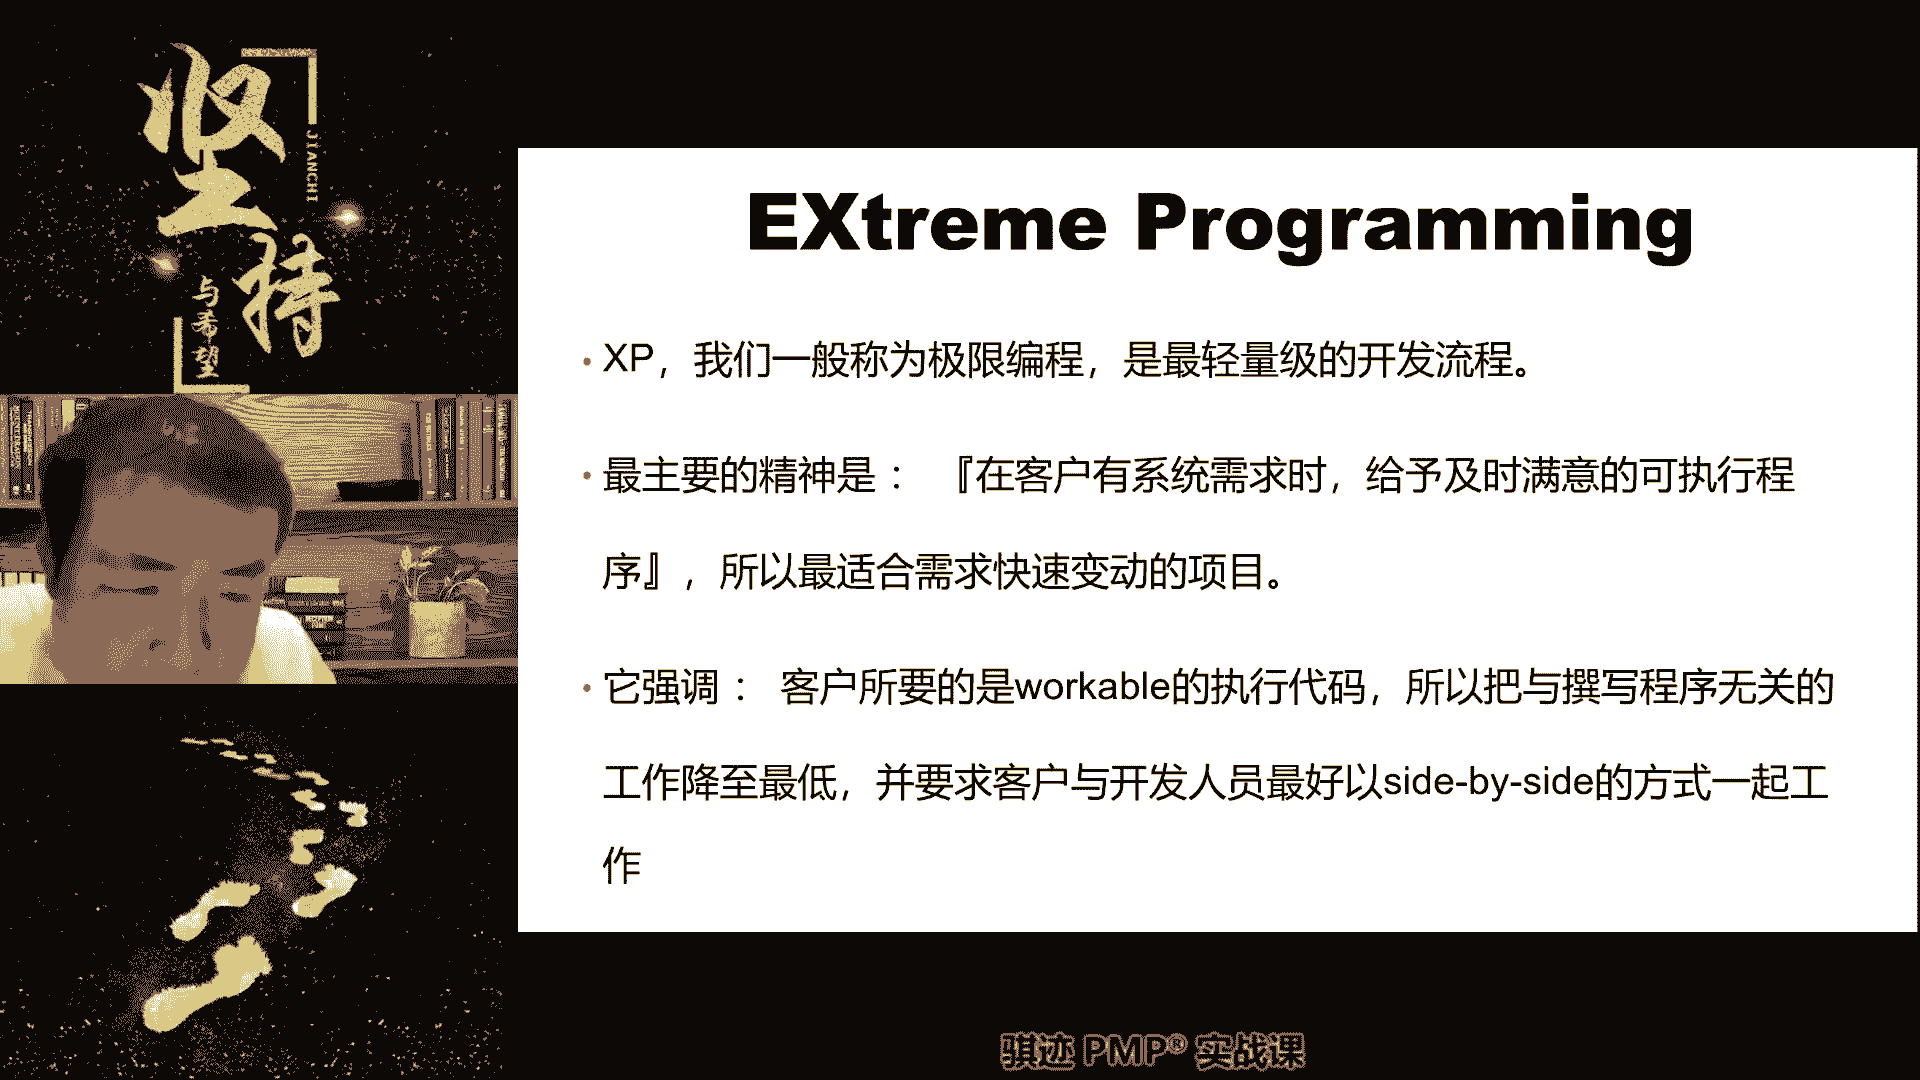 坚持
JIANCHI
与希望
EXtreme Programming
• XP，我们一般称为极限编程，是最轻量级的开发流程。
• 最主要的精神是： 『在客户有系统需求时，给予及时满意的可执行程
序』，所以最适合需求快速变动的项目。
• 它强调： 客户所要的是workable的执行代码，所以把与撰写程序无关的
工作降至最低，并要求客户与开发人员最好以side-by-side的方式一起工
作
骐迹 PMP® 实战课